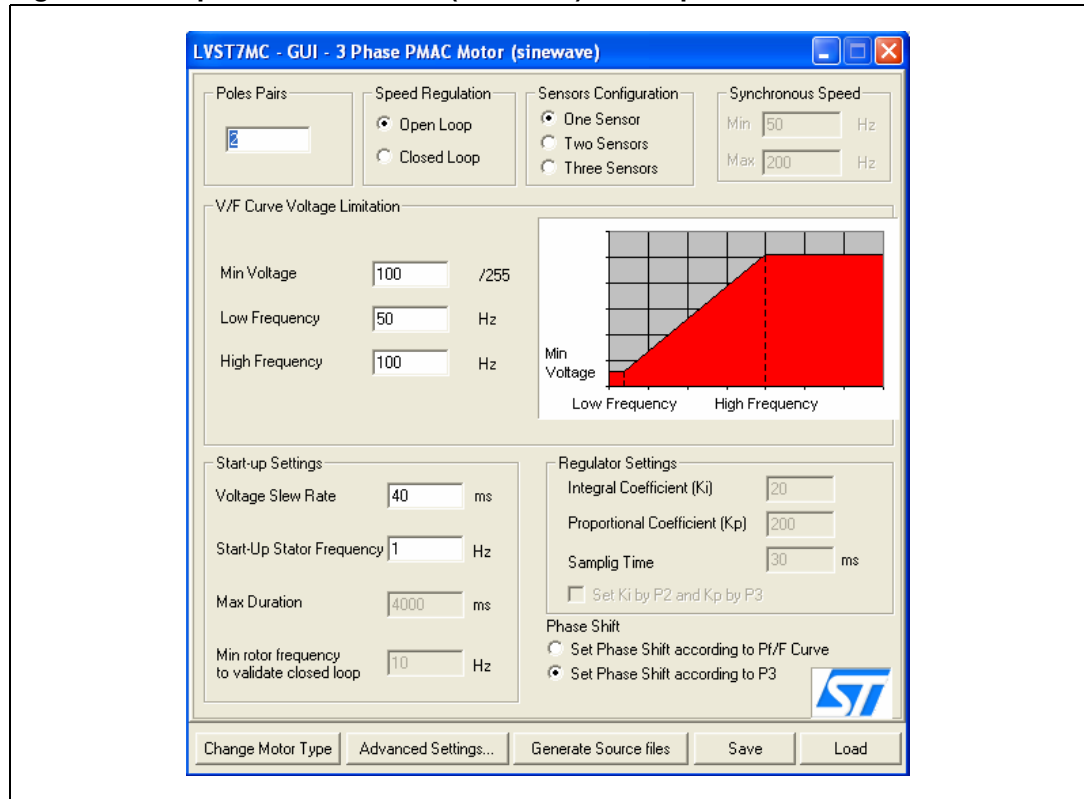 LVST7MC - GUI - 3 Phase PMAC Motor (sinewave)
Poles Pairs
2
Speed Regulation
Open Loop
Closed Loop
Sensors Configuration
One Sensor
Two Sensors
Three Sensors
Synchronous Speed
Min 50 Hz
Max 200 Hz
V/F Curve Voltage Limitation
Min Voltage 100 /255
Low Frequency 50 Hz
High Frequency 100 Hz
Min
Voltage
Low Frequency High Frequency
Start-up Settings
Voltage Slew Rate 40 ms
Start-Up Stator Frequency 1 Hz
Max Duration 4000 ms
Min rotor frequency
to validate closed loop 10 Hz
Regulator Settings
Integral Coefficient (Ki) 20
Proportional Coefficient (Kp) 200
Samplig Time 30 ms
Set Ki by P2 and Kp by P3
Phase Shift
Set Phase Shift according to Pf/F Curve
Set Phase Shift according to P3
ST
Change Motor Type Advanced Settings... Generate Source files Save Load